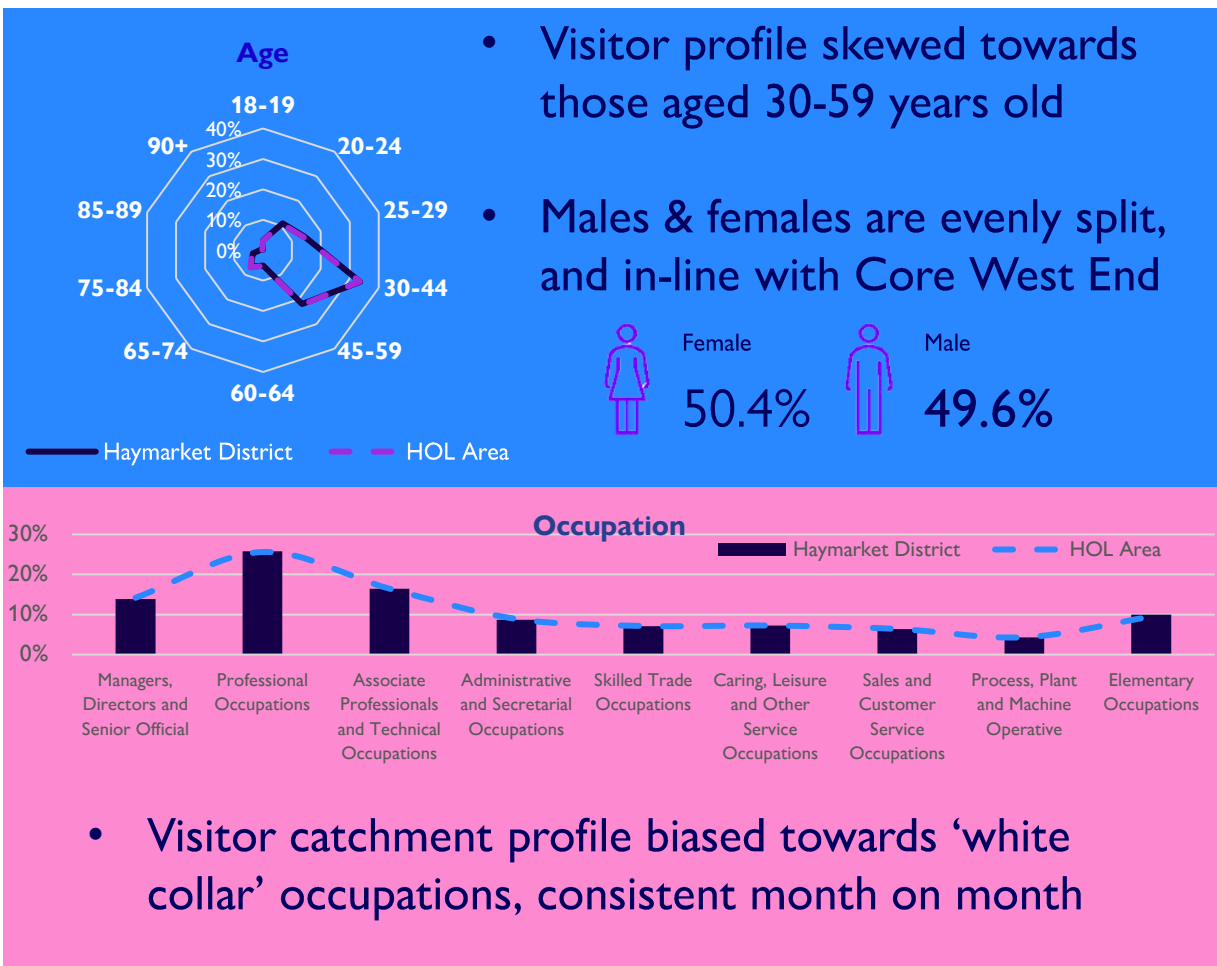 Age
18-19
20-24
25-29
30-44
45-59
60-64
65-74
75-84
85-89
90+
40%
30%
20%
10%
0%
Haymarket District
HOL Area
• Visitor profile skewed towards
those aged 30-59 years old
• Males & females are evenly split,
and in-line with Core West End
Female
50.4%
Male
49.6%
Occupation
Haymarket District
HOL Area
30%
20%
10%
0%
Managers,
Directors and
Senior Official
Professional
Occupations
Associate
Professionals
and Technical
Occupations
Administrative
and Secretarial
Occupations
Skilled Trade
Occupations
Caring, Leisure
and Other
Service
Occupations
Sales and
Customer
Service
Occupations
Process, Plant
and Machine
Operative
Elementary
Occupations
• Visitor catchment profile biased towards ‘white
collar’ occupations, consistent month on month